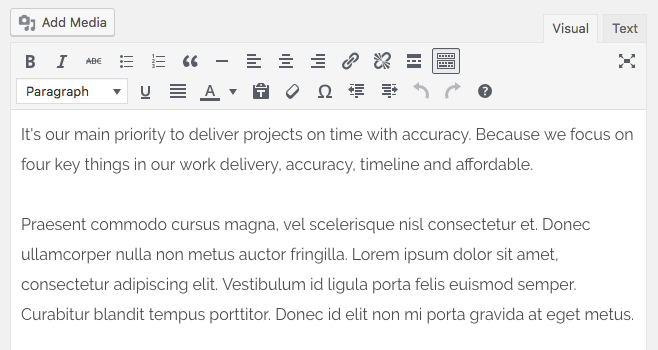 Add Media
Visual Text
B I ABC
Paragraph U A Ω ?
It's our main priority to deliver projects on time with accuracy. Because we focus on
four key things in our work delivery, accuracy, timeline and affordable.
Praesent commodo cursus magna, vel scelerisque nisl consectetur et. Donec
ullamcorper nulla non metus auctor fringilla. Lorem ipsum dolor sit amet,
consectetur adipiscing elit. Vestibulum id ligula porta felis euismod semper.
Curabitur blandit tempus porttitor. Donec id elit non mi porta gravida at eget metus.